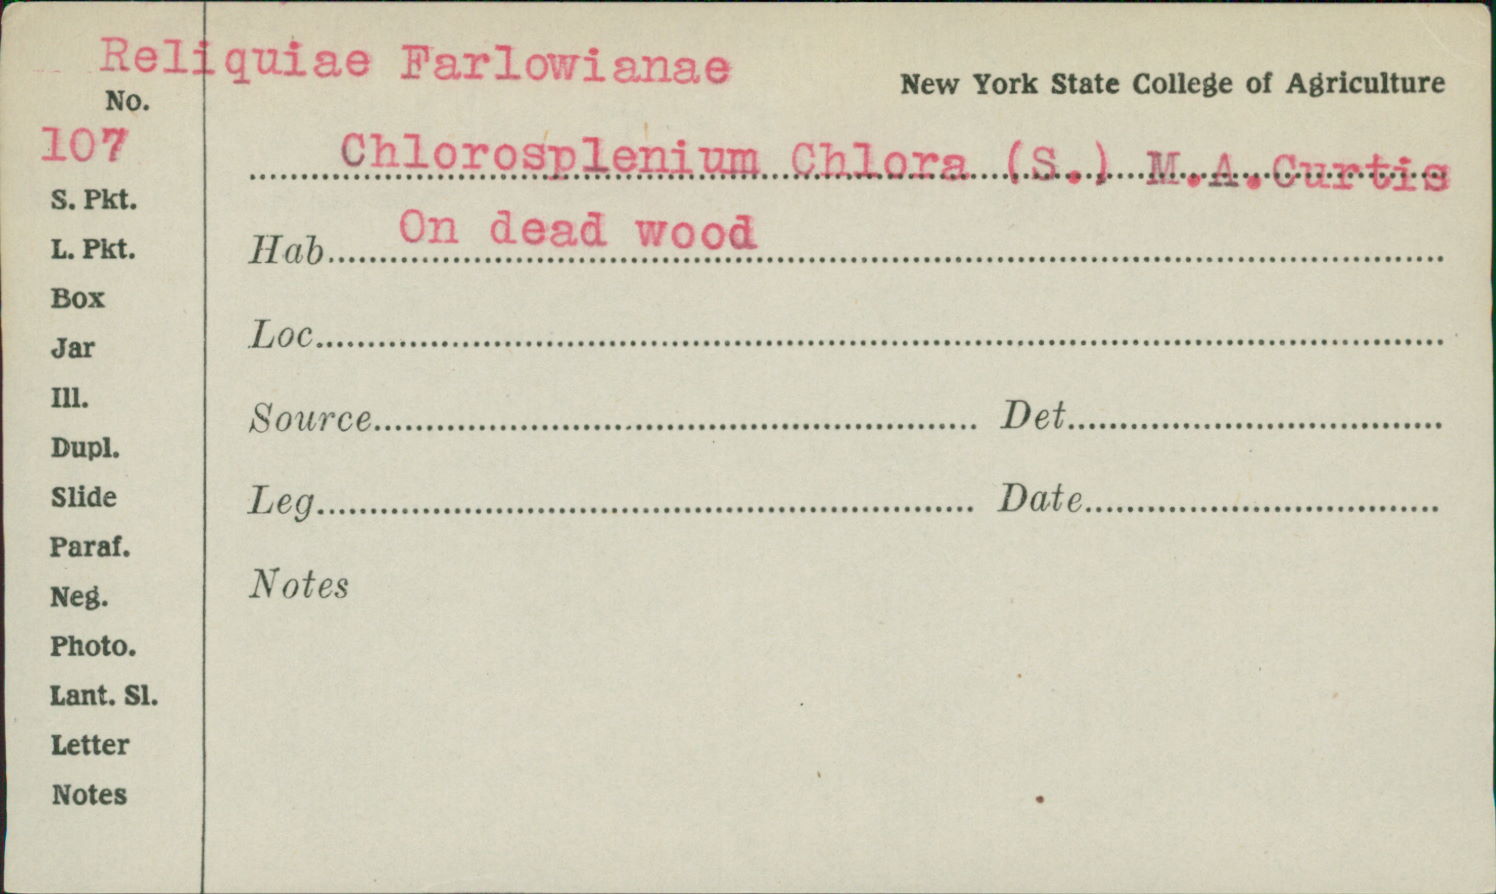 Reliquiae Farlowianae
New York State College of Agriculture
No.
107
Chlorosplenium Chlora (S.) M.A.Curtis
S. Pkt.
On dead wood
L. Pkt.
Hab
Box
Loc
Jar
Ill.
Source Det
Dupl.
Slide
Leg Date
Paraf.
Notes
Neg.
Photo.
Lant. Sl.
Letter
Notes